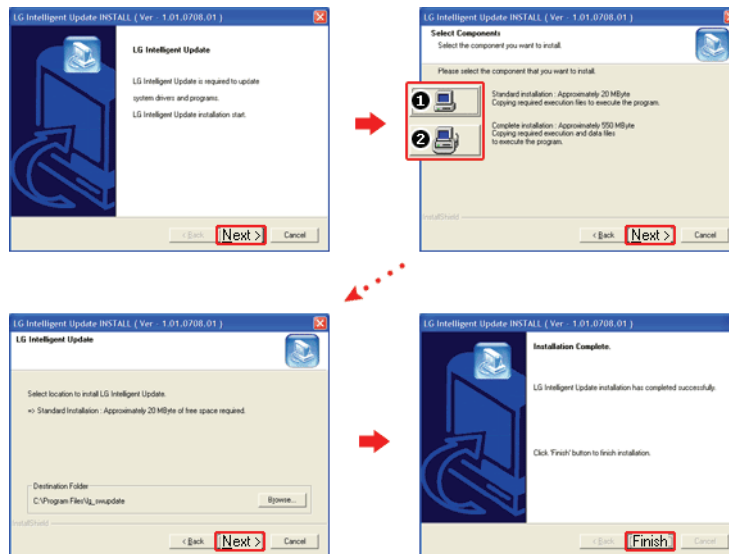 LG Intelligent Update INSTALL ( Ver - 1.01.0708.01 )
LG Intelligent Update
LG Intelligent Update is required to update
system drivers and programs.
LG Intelligent Update installation start.
< Back
Next >
Cancel
LG Intelligent Update INSTALL ( Ver - 1.01.0708.01 )
Select Components
Select the component you want to install.
Please select the component that you want to install.
1
Standard installation : Approximately 20 MByte
Copying required execution files to execute the program.
2
Complete installation : Approximately 550 MByte
Copying required execution and data files
to execute the program.
InstallShield
< Back
Next >
Cancel
LG Intelligent Update INSTALL ( Ver - 1.01.0708.01 )
LG Intelligent Update
Select location to install LG Intelligent Update.
=> Standard Installation : Approximately 20 MByte of free space required.
Destination Folder
C:\Program Files\lg_swupdate
Browse...
InstallShield
< Back
Next >
Cancel
LG Intelligent Update INSTALL ( Ver - 1.01.0708.01 )
Installation Complete.
LG Intelligent Update installation has completed successfully.
Click 'Finish' button to finish installation.
< Back
Finish
Cancel